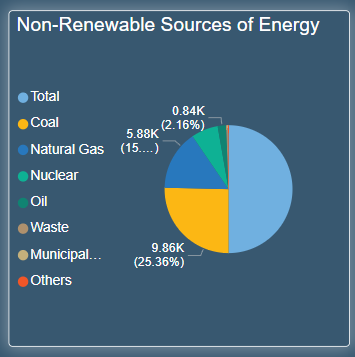 Non-Renewable Sources of Energy
Total
Coal
Natural Gas
Nuclear
Oil
Waste
Municipal...
Others
0.84K
(2.16%)
5.88K
(15....)
9.86K
(25.36%)